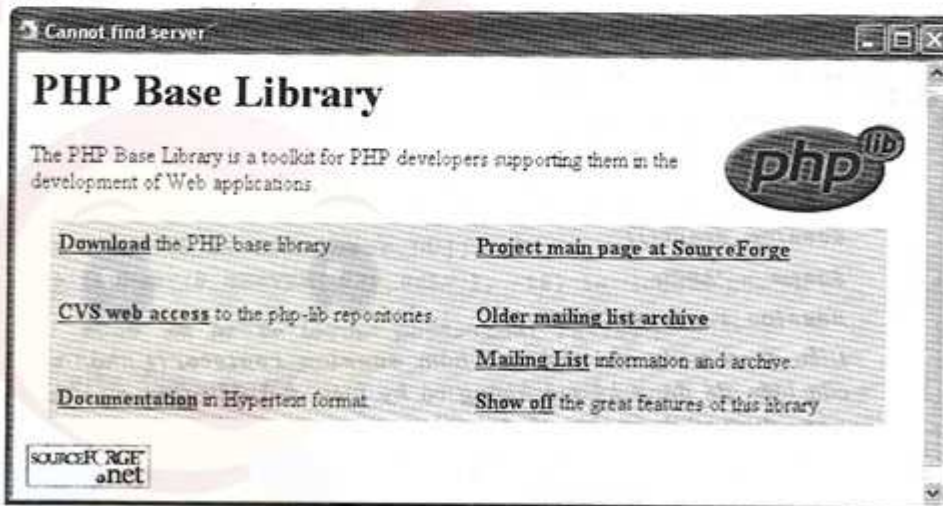 Cannot find server
PHP Base Library
The PHP Base Library is a toolkit for PHP developers supporting them in the
development of Web applications.
php lib
Download the PHP base library
Project main page at SourceForge
CVS web access to the php-lib repositories.
Older mailing list archive
Mailing List information and archive.
Documentation in Hypertext format.
Show off the great features of this library
SOURCEFORGE
.net